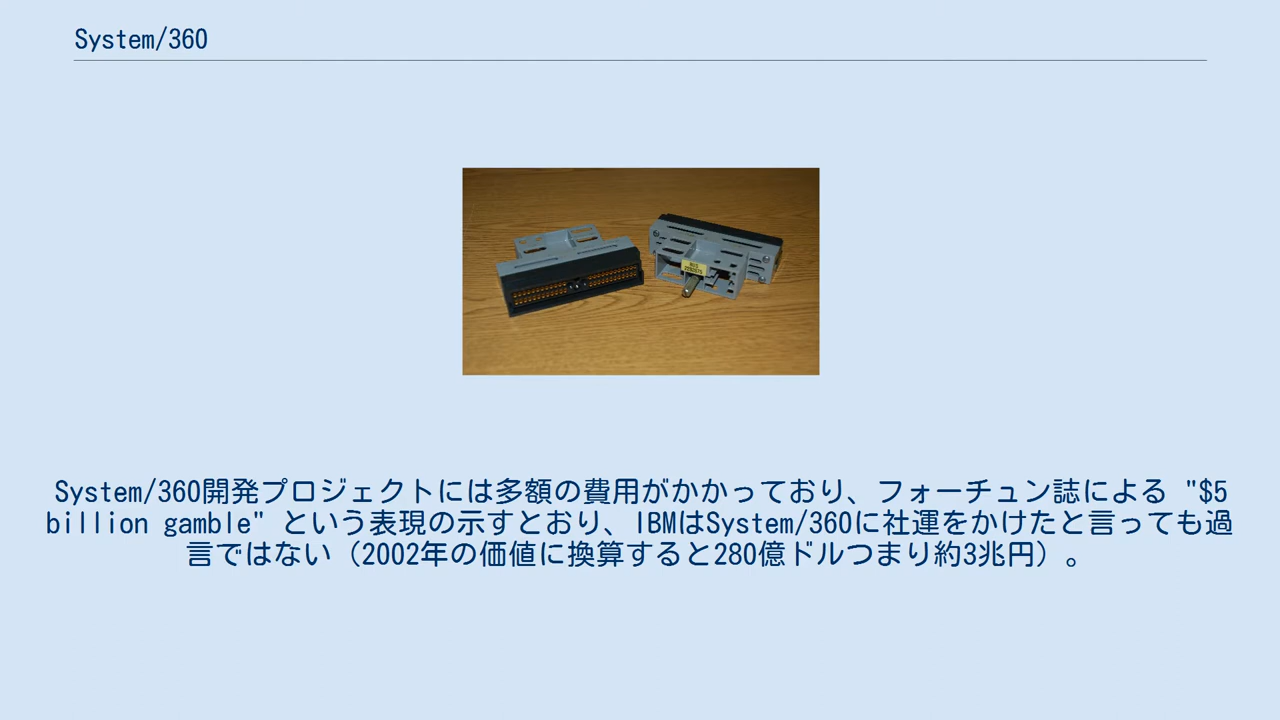 System/360
System/360開発プロジェクトには多額の費用がかかっており、フォーチュン誌による "$5
billion gamble" という表現の示すとおり、IBMはSystem/360に社運をかけたと言っても過
言ではない（2002年の価値に換算すると280億ドルつまり約3兆円）。